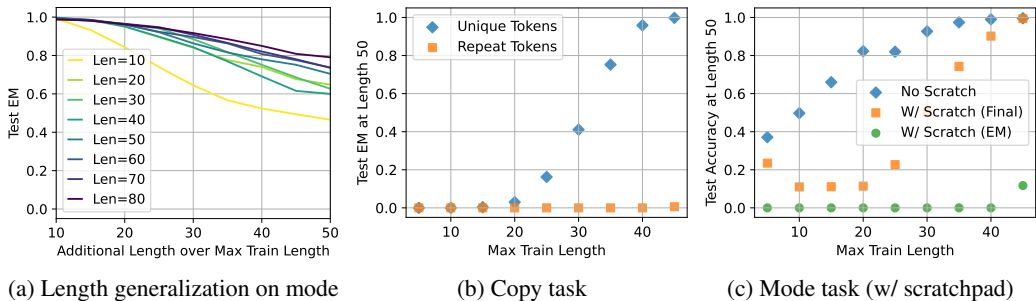 Test EM
1.0
0.8
0.6
0.4
0.2
0.0
Len=10
Len=20
Len=30
Len=40
Len=50
Len=60
Len=70
Len=80
10 20 30 40 50
Additional Length over Max Train Length
(a) Length generalization on mode
Test EM at Length 50
1.0
0.8
0.6
0.4
0.2
0.0
Unique Tokens
Repeat Tokens
10 20 30 40
Max Train Length
(b) Copy task
Test Accuracy at Length 50
1.0
0.8
0.6
0.4
0.2
0.0
No Scratch
W/ Scratch (Final)
W/ Scratch (EM)
10 20 30 40
Max Train Length
(c) Mode task (w/ scratchpad)